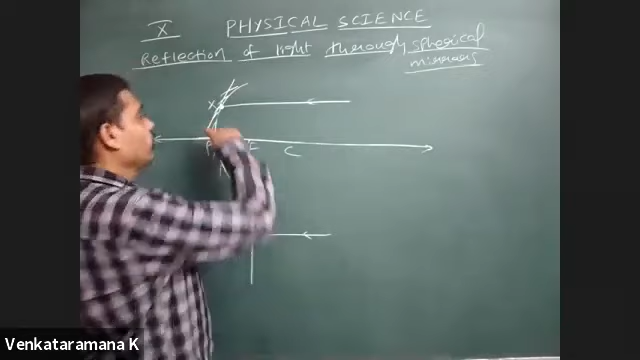 X PHYSICAL SCIENCE
Reflection of light through spherical
mirrors
X
P F C
N
Venkataramana K